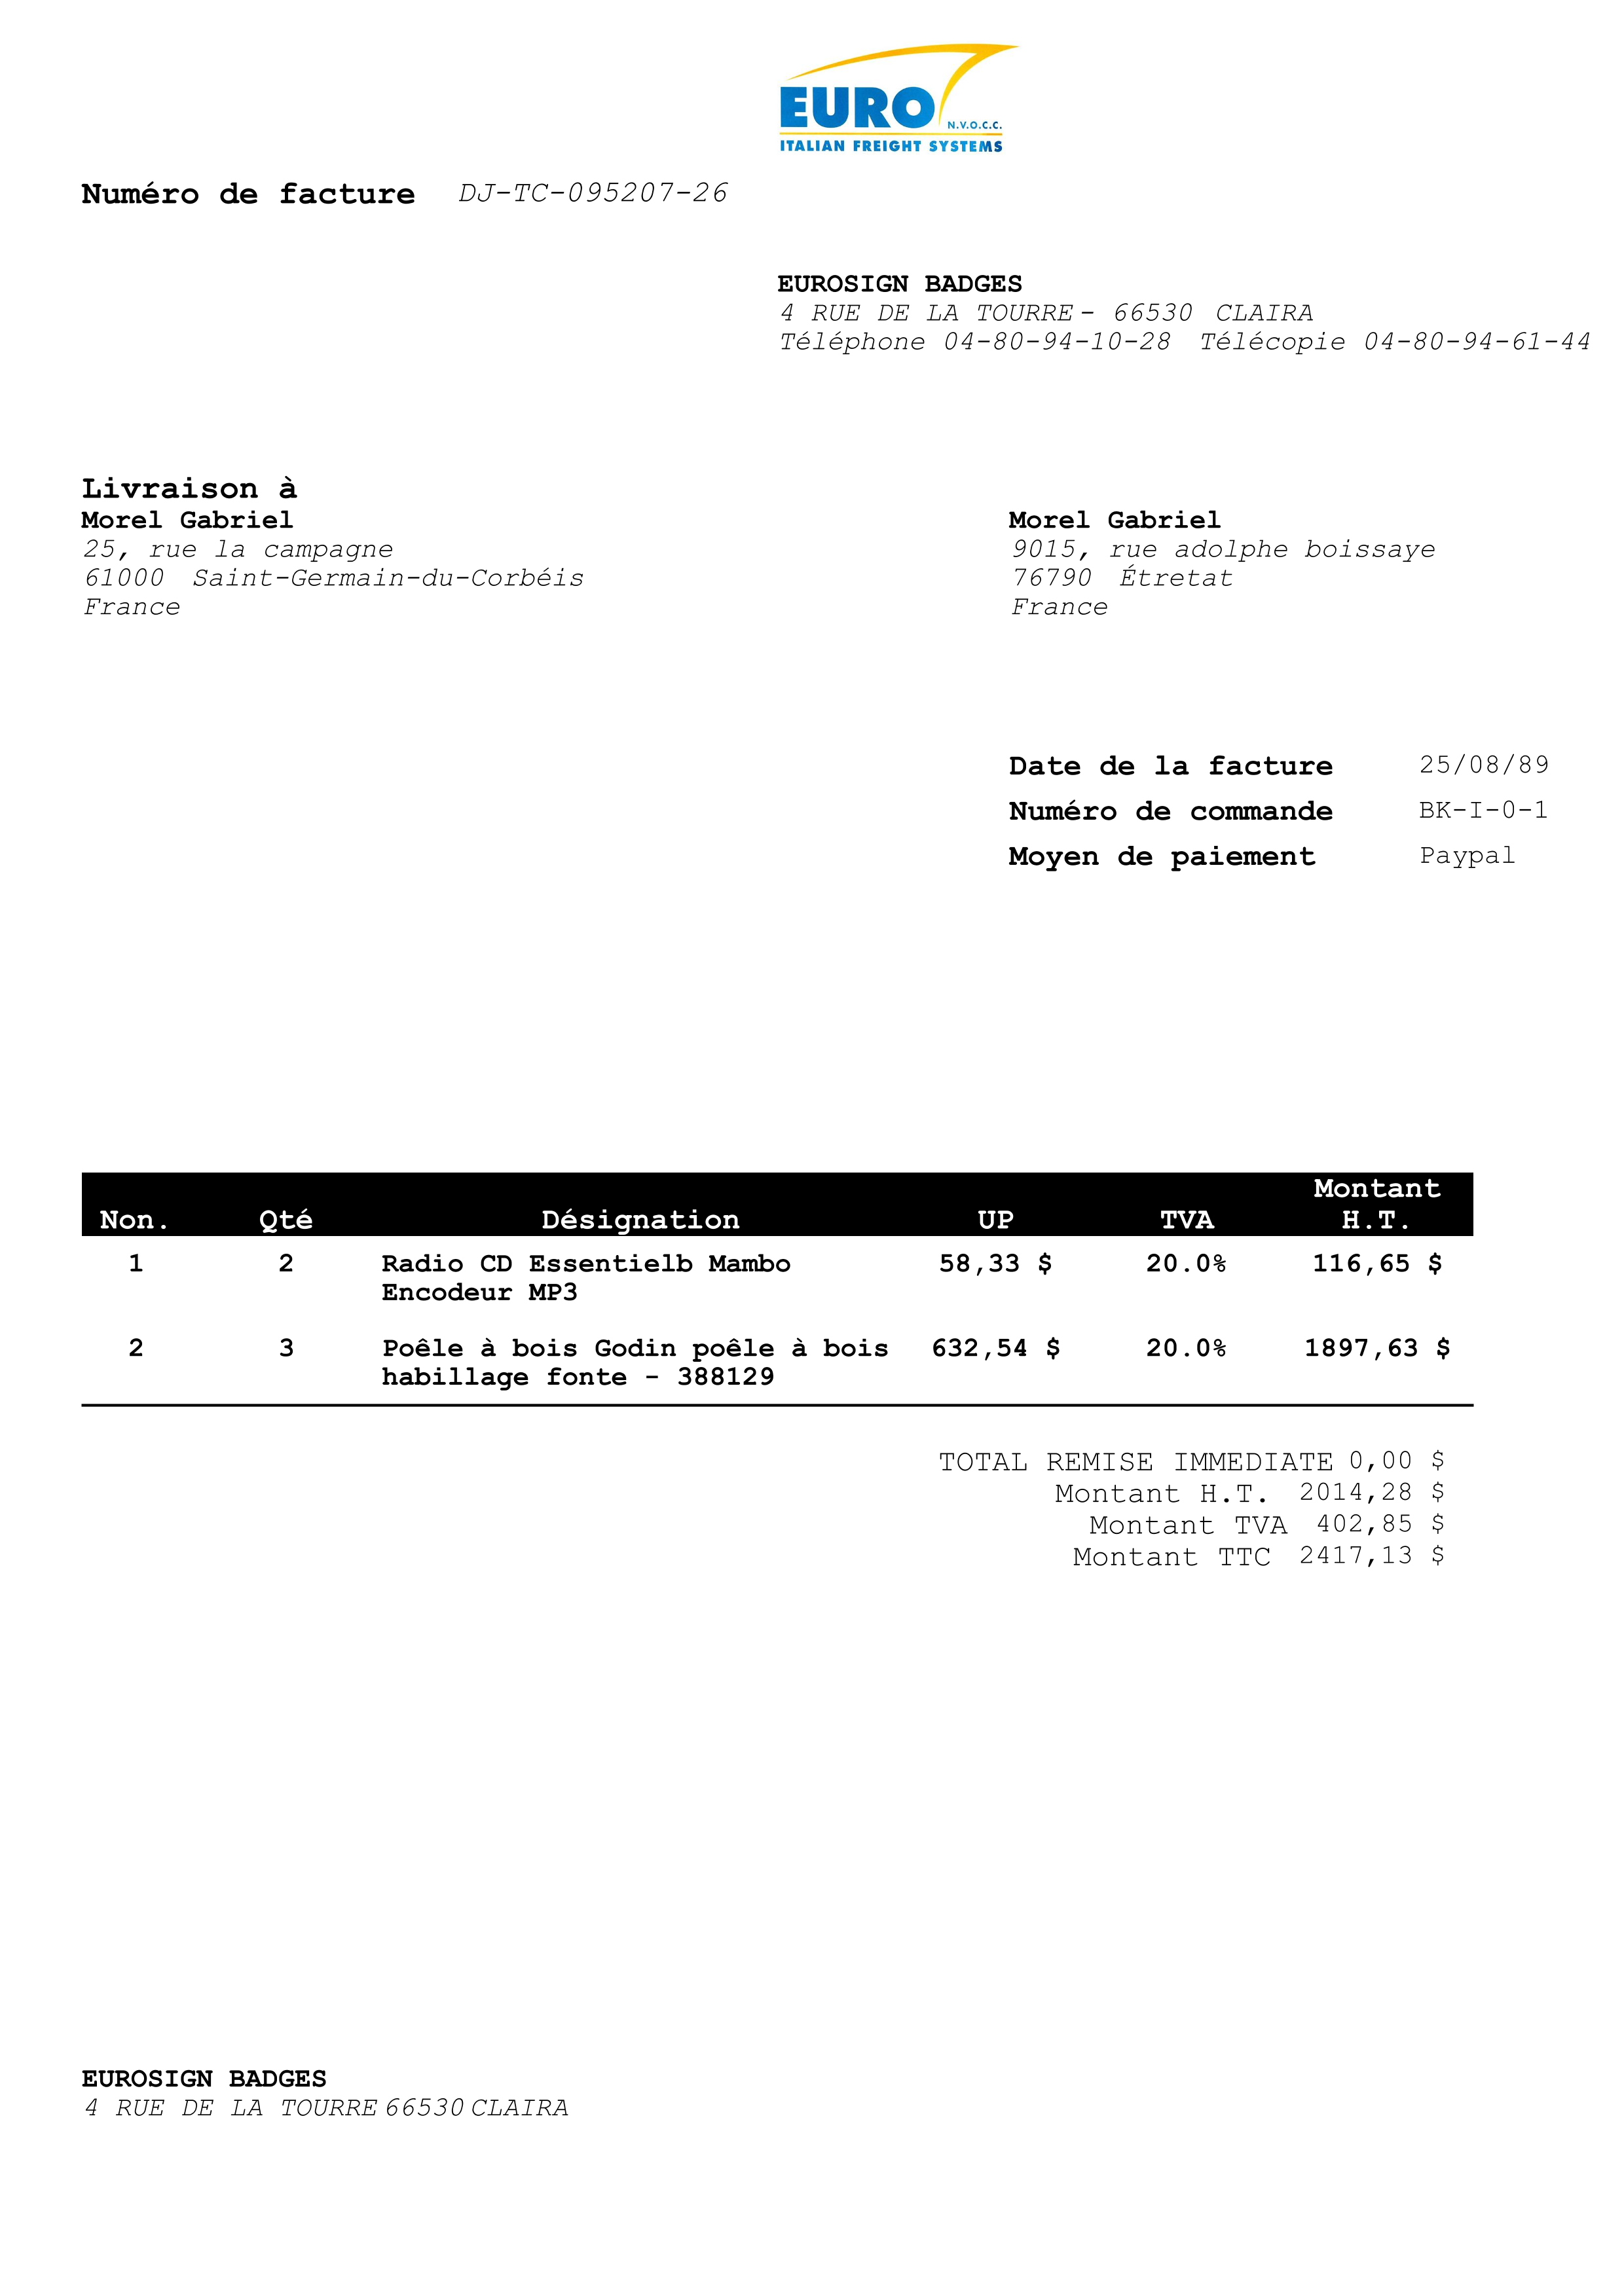 EURO N.V.O.C.C.
ITALIAN FREIGHT SYSTEMS
Numéro de facture DJ-TC-095207-26
EUROSIGN BADGES
4 RUE DE LA TOURRE - 66530 CLAIRA
Téléphone 04-80-94-10-28 Télécopie 04-80-94-61-44
Livraison à
Morel Gabriel
25, rue la campagne
61000 Saint-Germain-du-Corbéis
France
Morel Gabriel
9015, rue adolphe boissaye
76790 Étretat
France
Date de la facture 25/08/89
Numéro de commande BK-I-0-1
Moyen de paiement Paypal
Non. Qté Désignation UP TVA Montant H.T.
1 2 Radio CD Essentielb Mambo 58,33 $ 20.0% 116,65 $
Encodeur MP3
2 3 Poêle à bois Godin poêle à bois 632,54 $ 20.0% 1897,63 $
habillage fonte - 388129
TOTAL REMISE IMMEDIATE 0,00 $
Montant H.T. 2014,28 $
Montant TVA 402,85 $
Montant TTC 2417,13 $
EUROSIGN BADGES
4 RUE DE LA TOURRE 66530 CLAIRA